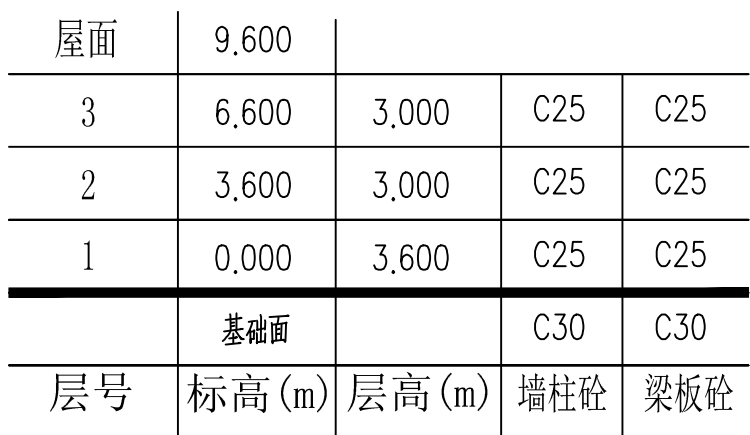 屋面 9.600
3 6.600 3.000 C25 C25
2 3.600 3.000 C25 C25
1 0.000 3.600 C25 C25
基础面 C30 C30
层号 标高(m) 层高(m) 墙柱砼 梁板砼